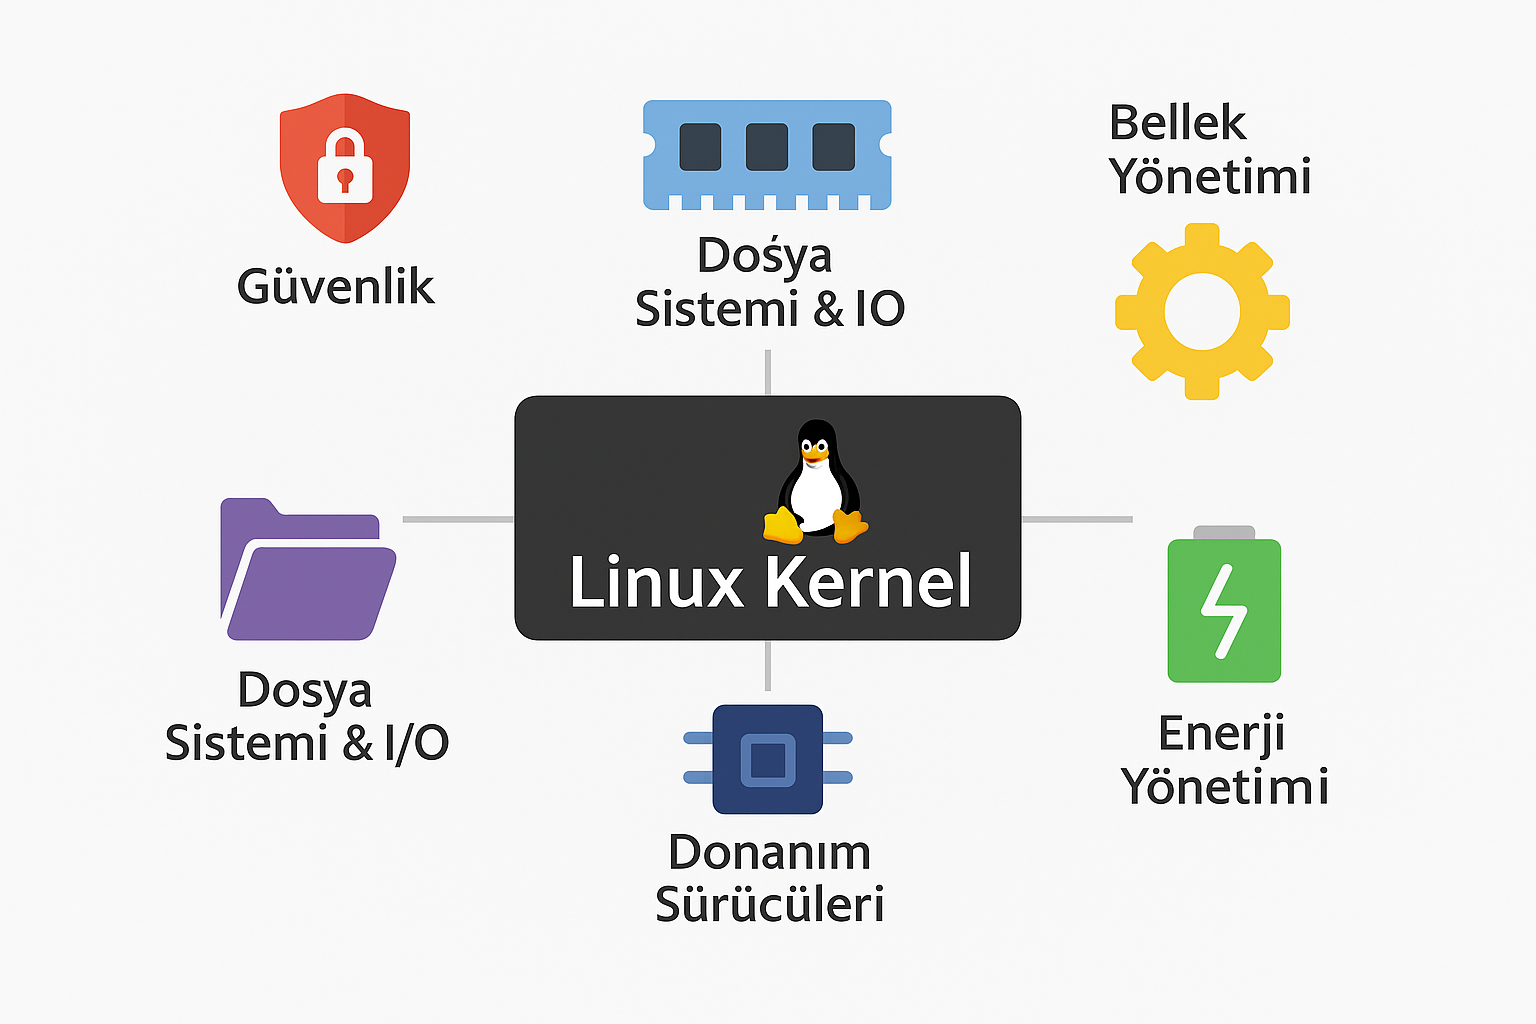 Güvenlik
Dośya
Sistemi & IO
Bellek
Yönetimi
Linux Kernel
Dosya
Sistemi & I/O
Donanım
Sürücüleri
Enerji
Yönetimi